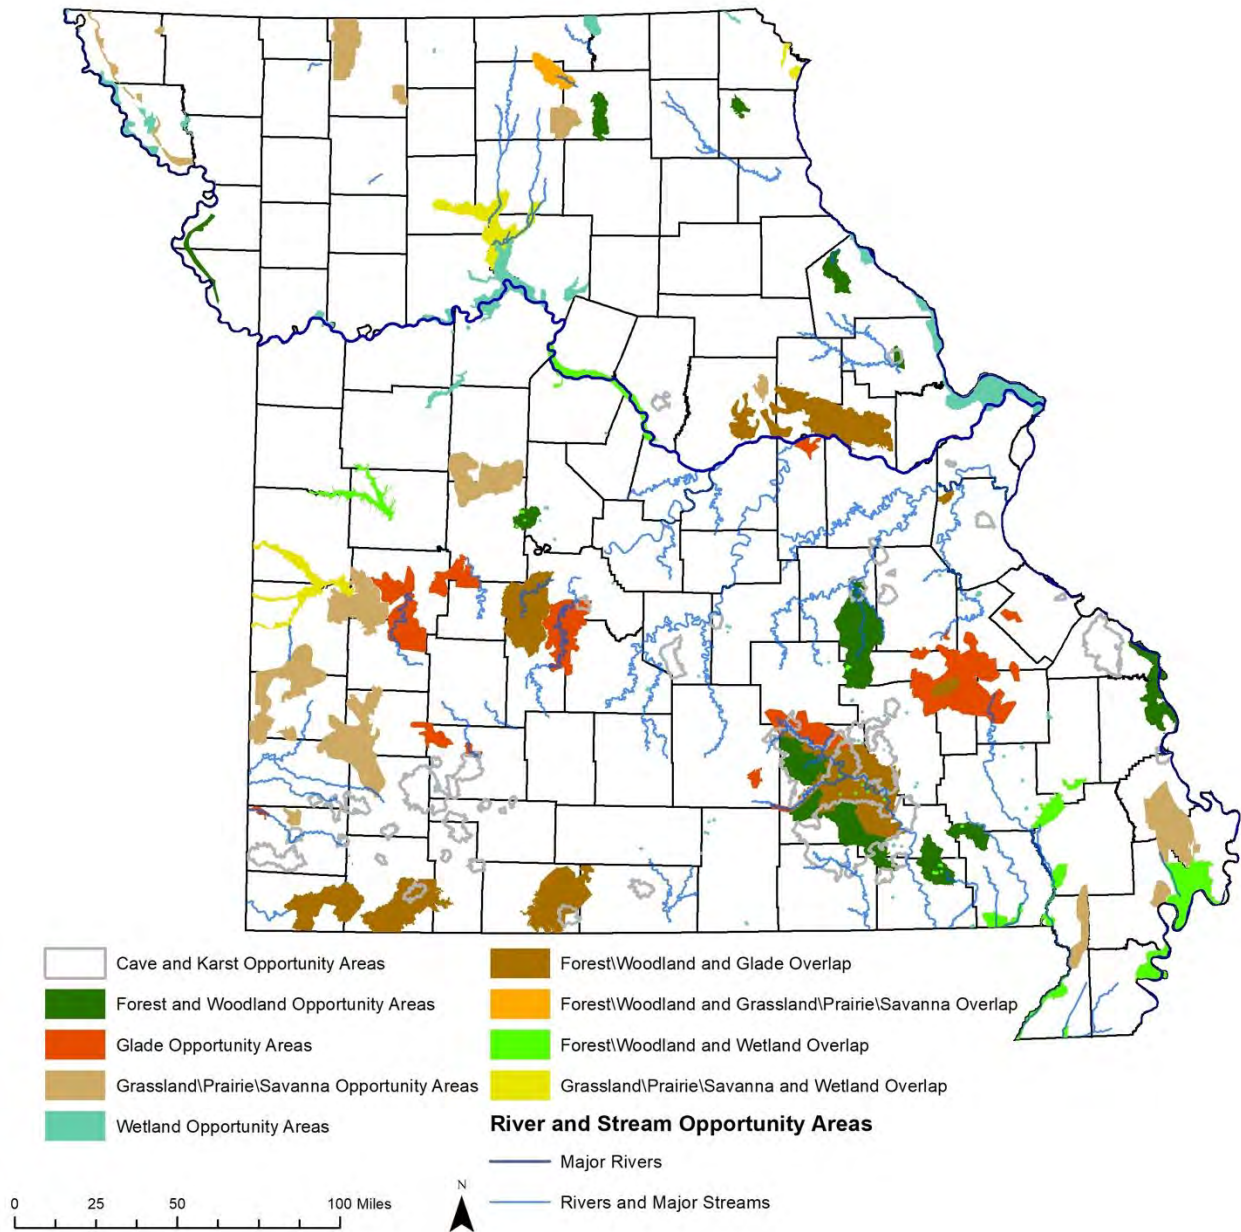 Cave and Karst Opportunity Areas
Forest and Woodland Opportunity Areas
Glade Opportunity Areas
Grassland\Prairie\Savanna Opportunity Areas
Wetland Opportunity Areas
Forest\Woodland and Glade Overlap
Forest\Woodland and Grassland\Prairie\Savanna Overlap
Forest\Woodland and Wetland Overlap
Grassland\Prairie\Savanna and Wetland Overlap
River and Stream Opportunity Areas
Major Rivers
Rivers and Major Streams
0 25 50 100 Miles
N